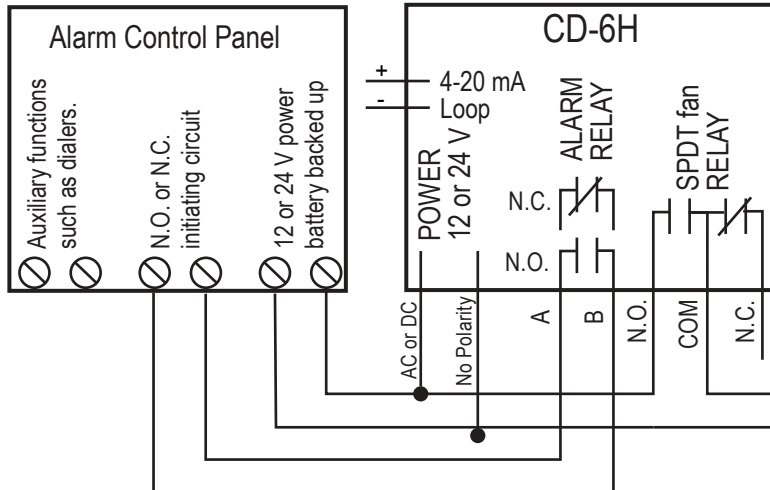 Alarm Control Panel
Auxiliary functions
such as dialers.
N.O. or N.C.
initiating circuit
12 or 24 V power
battery backed up
CD-6H
+
4-20 mA
-
Loop
POWER
12 or 24 V
ALARM
RELAY
N.C.
N.O.
SPDT fan
RELAY
AC or DC
No Polarity
A
B
N.O.
COM
N.C.